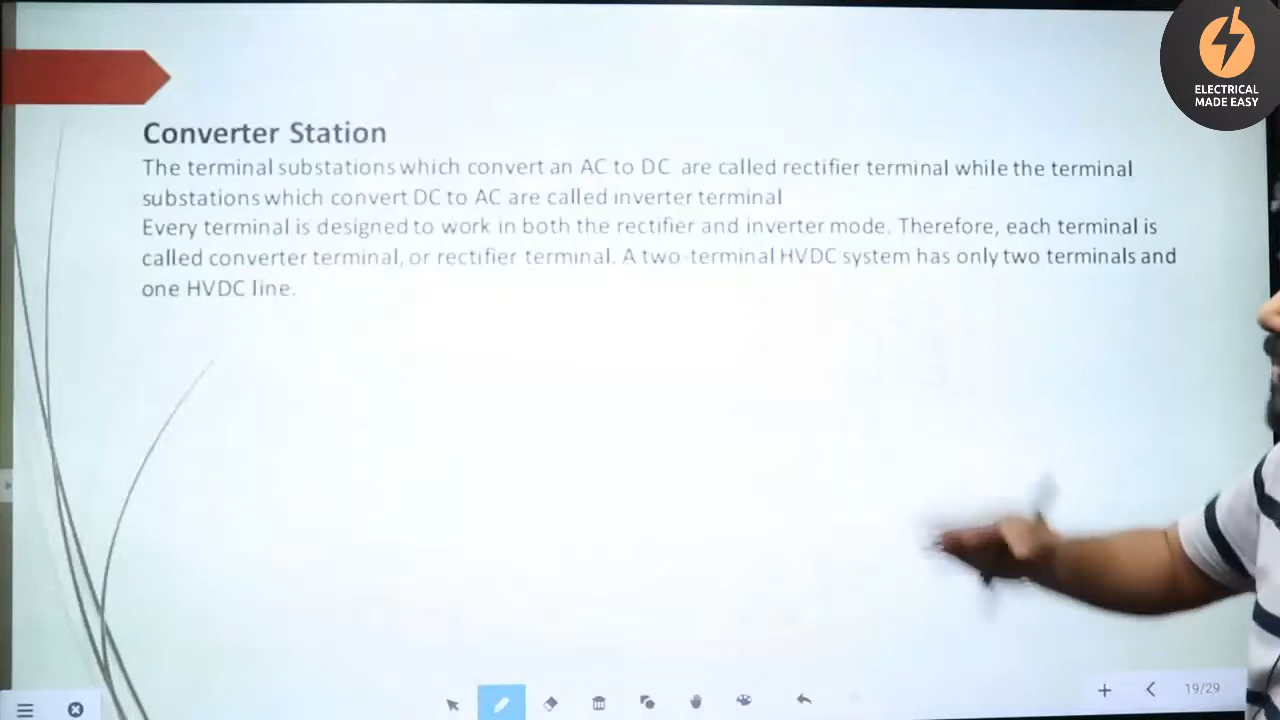 ELECTRICAL
MADE EASY
Converter Station
The terminal substations which convert an AC to DC are called rectifier terminal while the terminal
substations which convert DC to AC are called inverter terminal
Every terminal is designed to work in both the rectifier and inverter mode. Therefore, each terminal is
called converter terminal, or rectifier terminal. A two-terminal HVDC system has only two terminals and
one HVDC line.
19/29